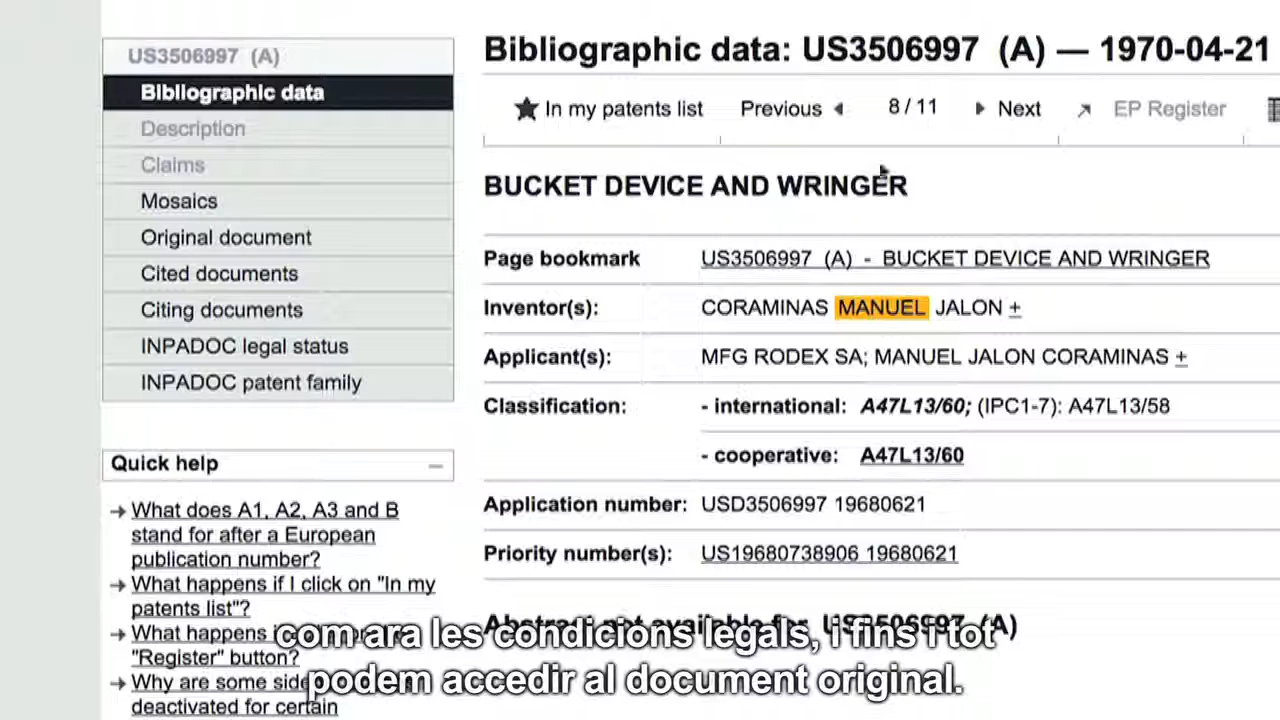 US3506997 (A)
Bibliographic data
Description
Claims
Mosaics
Original document
Cited documents
Citing documents
INPADOC legal status
INPADOC patent family
Quick help
What does A1, A2, A3 and B
stand for after a European
publication number?
What happens if I click on "In my
patents list"?
What happens
"Register" button?
Why are some
deactivated for certain
Bibliographic data: US3506997 (A) — 1970-04-21
In my patents list Previous 8 / 11 Next EP Register
BUCKET DEVICE AND WRINGER
Page bookmark US3506997 (A) - BUCKET DEVICE AND WRINGER
Inventor(s): CORAMINAS MANUEL JALON +
Applicant(s): MFG RODEX SA; MANUEL JALON CORAMINAS +
Classification: - international: A47L13/60; (IPC1-7): A47L13/58
- cooperative: A47L13/60
Application number: USD3506997 19680621
Priority number(s): US19680738906 19680621
Abstract not available for US3506997 (A)
com ara les condicions legals, i fins i tot
podem accedir al document original.